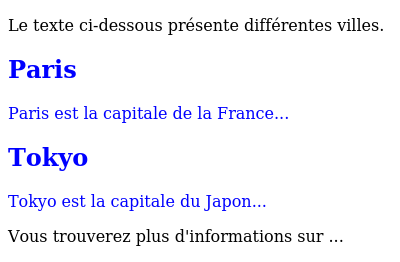 Le texte ci-dessous présente différentes villes.
Paris
Paris est la capitale de la France...
Tokyo
Tokyo est la capitale du Japon...
Vous trouverez plus d'informations sur ...